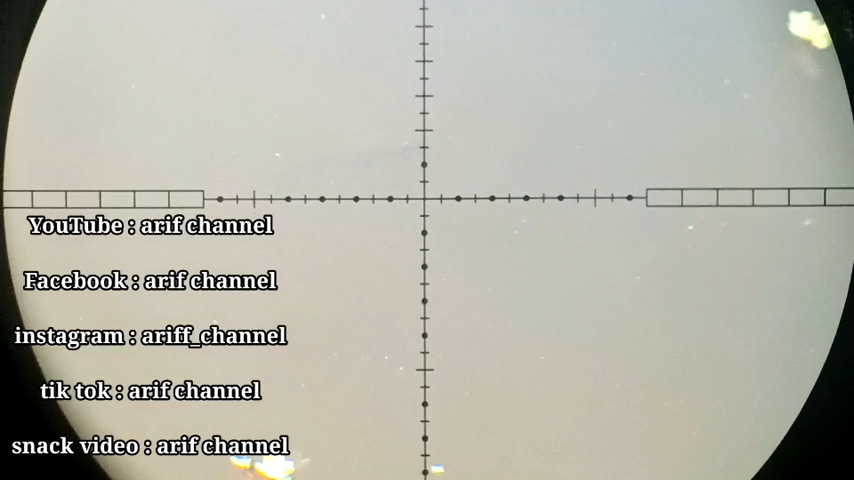 YouTube : arif channel
Facebook : arif channel
instagram : ariff_channel
tik tok : arif channel
snack video : arif channel